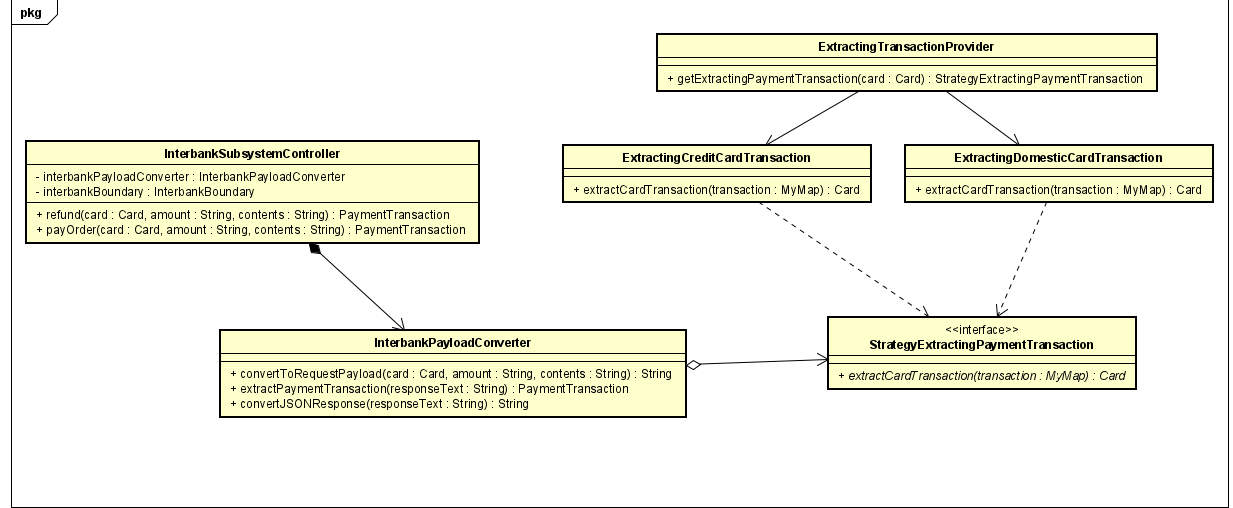 pkg
ExtractingTransactionProvider
+ getExtractingPaymentTransaction(card : Card) : StrategyExtractingPaymentTransaction
InterbankSubsystemController
- interbankPayloadConverter : InterbankPayloadConverter
- interbankBoundary : InterbankBoundary
+ refund(card : Card, amount : String, contents : String) : PaymentTransaction
+ payOrder(card : Card, amount : String, contents : String) : PaymentTransaction
ExtractingCreditCardTransaction
+ extractCardTransaction(transaction : MyMap) : Card
ExtractingDomesticCardTransaction
+ extractCardTransaction(transaction : MyMap) : Card
InterbankPayloadConverter
+ convertToRequestPayload(card : Card, amount : String, contents : String) : String
+ extractPaymentTransaction(responseText : String) : PaymentTransaction
+ convertJSONResponse(responseText : String) : String
<<interface>>
StrategyExtractingPaymentTransaction
+ extractCardTransaction(transaction : MyMap) : Card